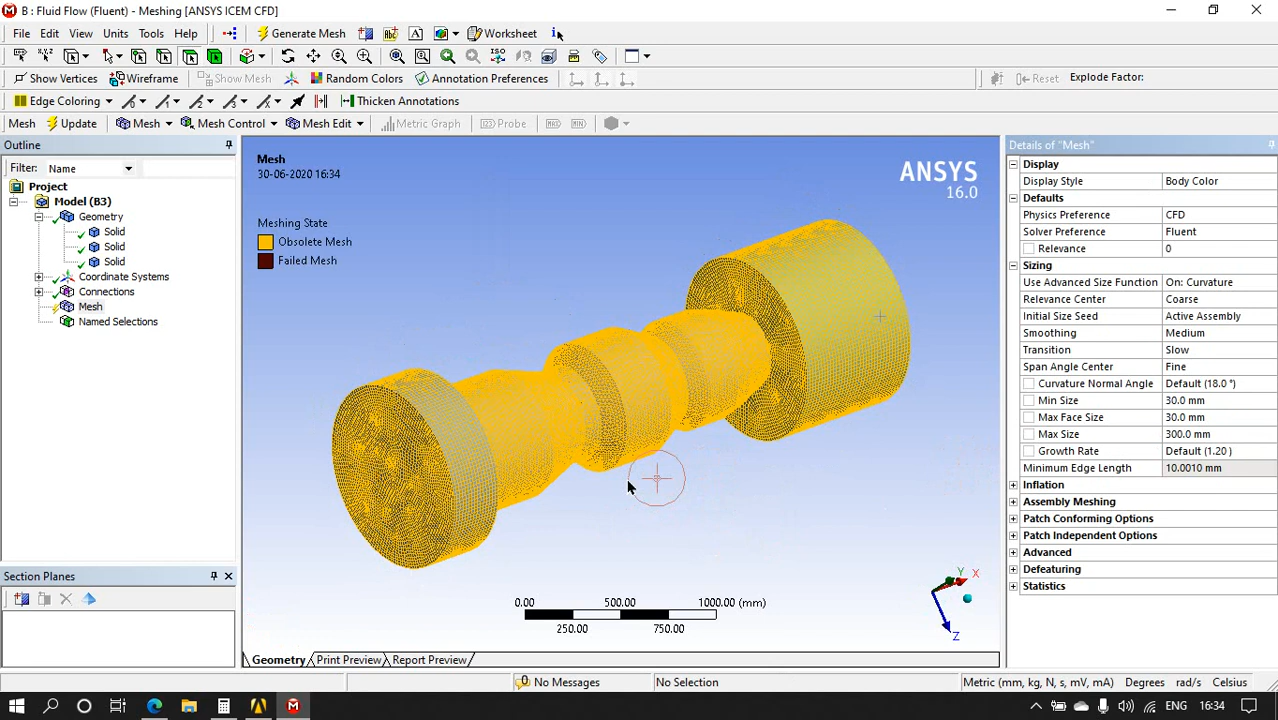 B : Fluid Flow (Fluent) - Meshing [ANSYS ICEM CFD]
File Edit View Units Tools Help Generate Mesh A Worksheet i
Show Vertices Wireframe Show Mesh Random Colors Annotation Preferences Reset Explode Factor:
Edge Coloring Thicken Annotations
Mesh Update Mesh Mesh Control Mesh Edit Metric Graph Probe
Outline
Filter: Name
Project
Model (B3)
Geometry
Solid
Solid
Solid
Coordinate Systems
Connections
Mesh
Named Selections
Section Planes
Mesh
30-06-2020 16:34
Meshing State
Obsolete Mesh
Failed Mesh
ANSYS
16.0
0.00 500.00 1000.00 (mm)
250.00 750.00
Y X
Z
Geometry Print Preview Report Preview
Details of "Mesh"
Display
Display Style Body Color
Defaults
Physics Preference CFD
Solver Preference Fluent
Relevance 0
Sizing
Use Advanced Size Function On: Curvature
Relevance Center Coarse
Initial Size Seed Active Assembly
Smoothing Medium
Transition Slow
Span Angle Center Fine
Curvature Normal Angle Default (18.0 °)
Min Size 30.0 mm
Max Face Size 30.0 mm
Max Size 300.0 mm
Growth Rate Default (1.20 )
Minimum Edge Length 10.0010 mm
Inflation
Assembly Meshing
Patch Conforming Options
Patch Independent Options
Advanced
Defeaturing
Statistics
0 No Messages No Selection Metric (mm, kg, N, s, mV, mA) Degrees rad/s Celsius
ENG 16:34